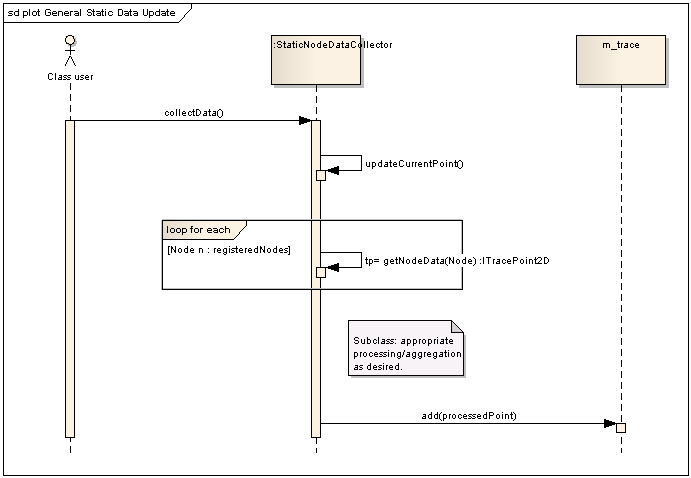 sd plot General Static Data Update
:StaticNodeDataCollector
m_trace
Class user
collectData()
updateCurrentPoint()
loop for each
[Node n : registeredNodes]
tp= getNodeData(Node) :ITracePoint2D
Subclass: appropriate
processing/aggregation
as desired.
add(processedPoint)